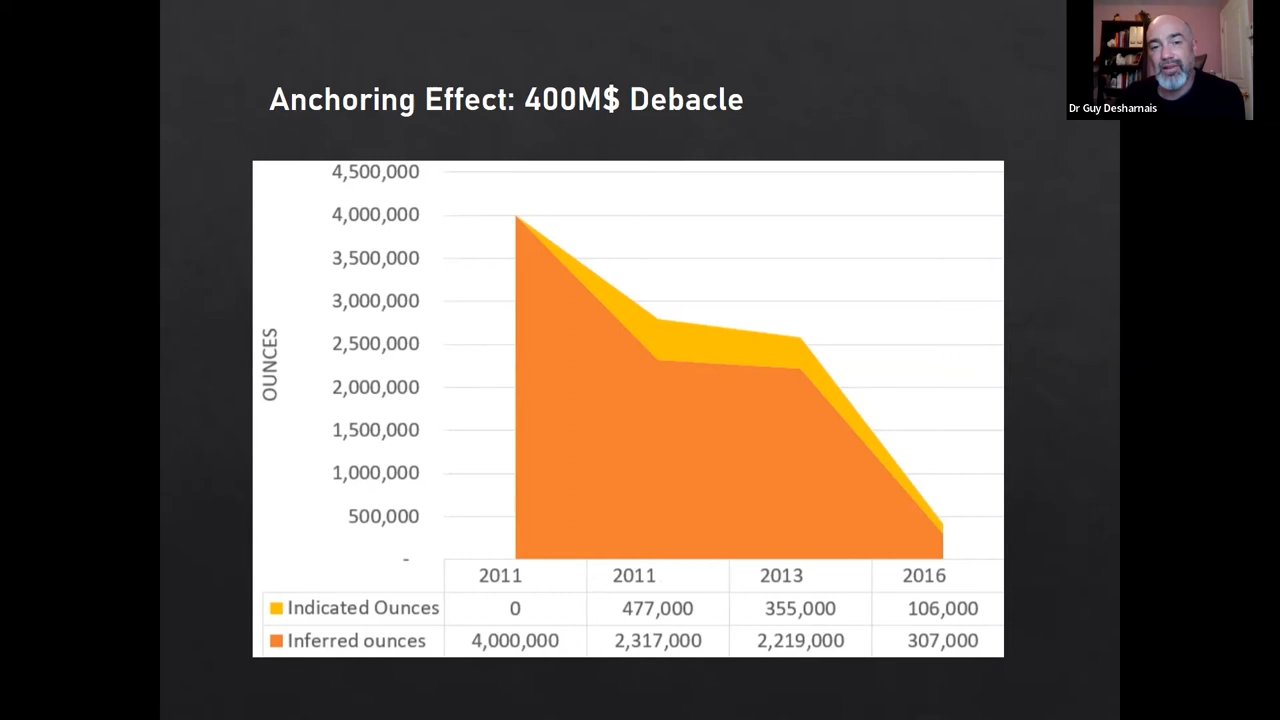 Anchoring Effect: 400M$ Debacle
Dr Guy Desharnais
4,500,000
4,000,000
3,500,000
3,000,000
2,500,000
2,000,000
1,500,000
1,000,000
500,000
-
OUNCES
2011 2011 2013 2016
Indicated Ounces 0 477,000 355,000 106,000
Inferred ounces 4,000,000 2,317,000 2,219,000 307,000